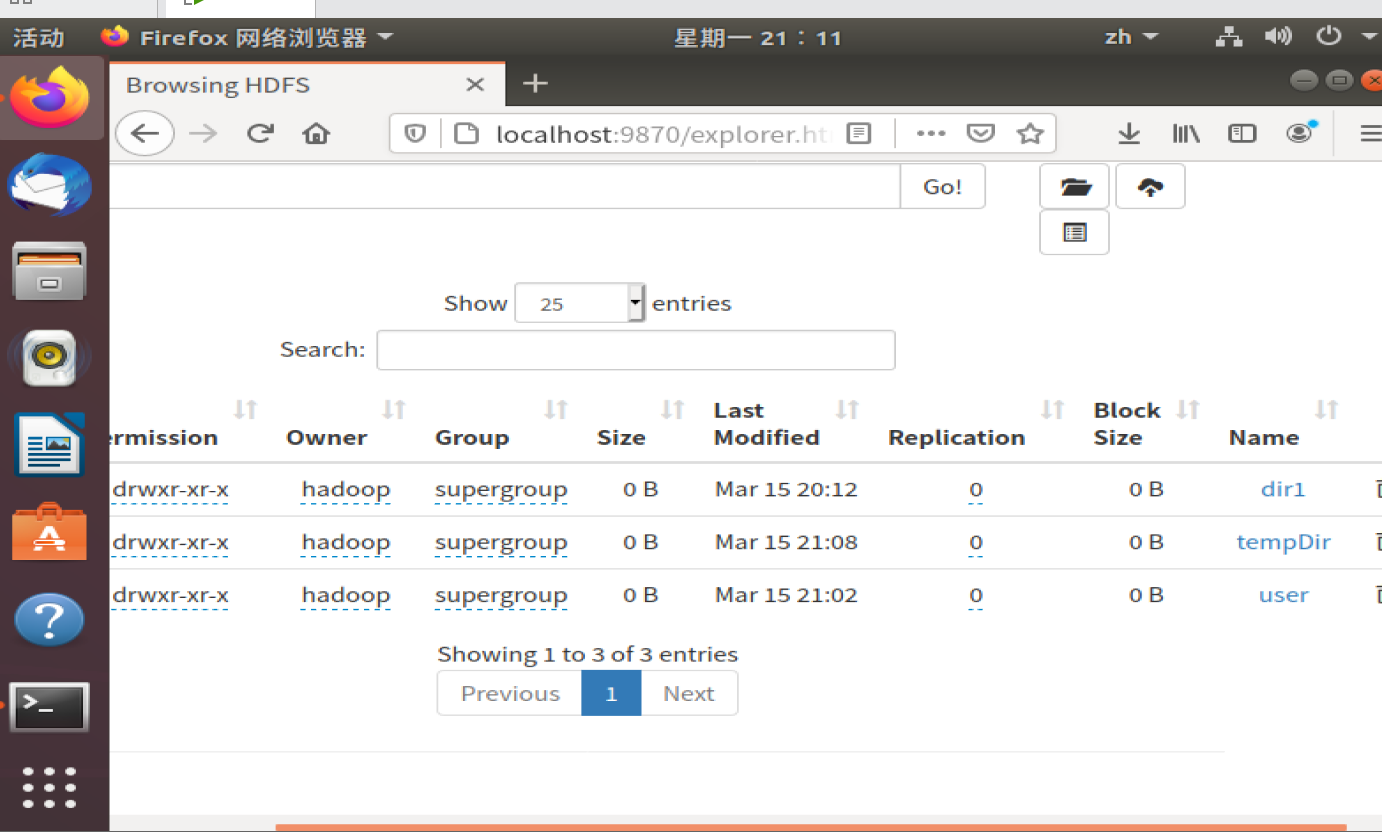 活动 Firefox 网络浏览器 星期一 21：11 zh
Browsing HDFS
localhost:9870/explorer.ht
Go!
Show 25 entries
Search:
ermission Owner Group Size Last Modified Replication Block Size Name
drwxr-xr-x hadoop supergroup 0 B Mar 15 20:12 0 0 B dir1
drwxr-xr-x hadoop supergroup 0 B Mar 15 21:08 0 0 B tempDir
drwxr-xr-x hadoop supergroup 0 B Mar 15 21:02 0 0 B user
Showing 1 to 3 of 3 entries
Previous 1 Next